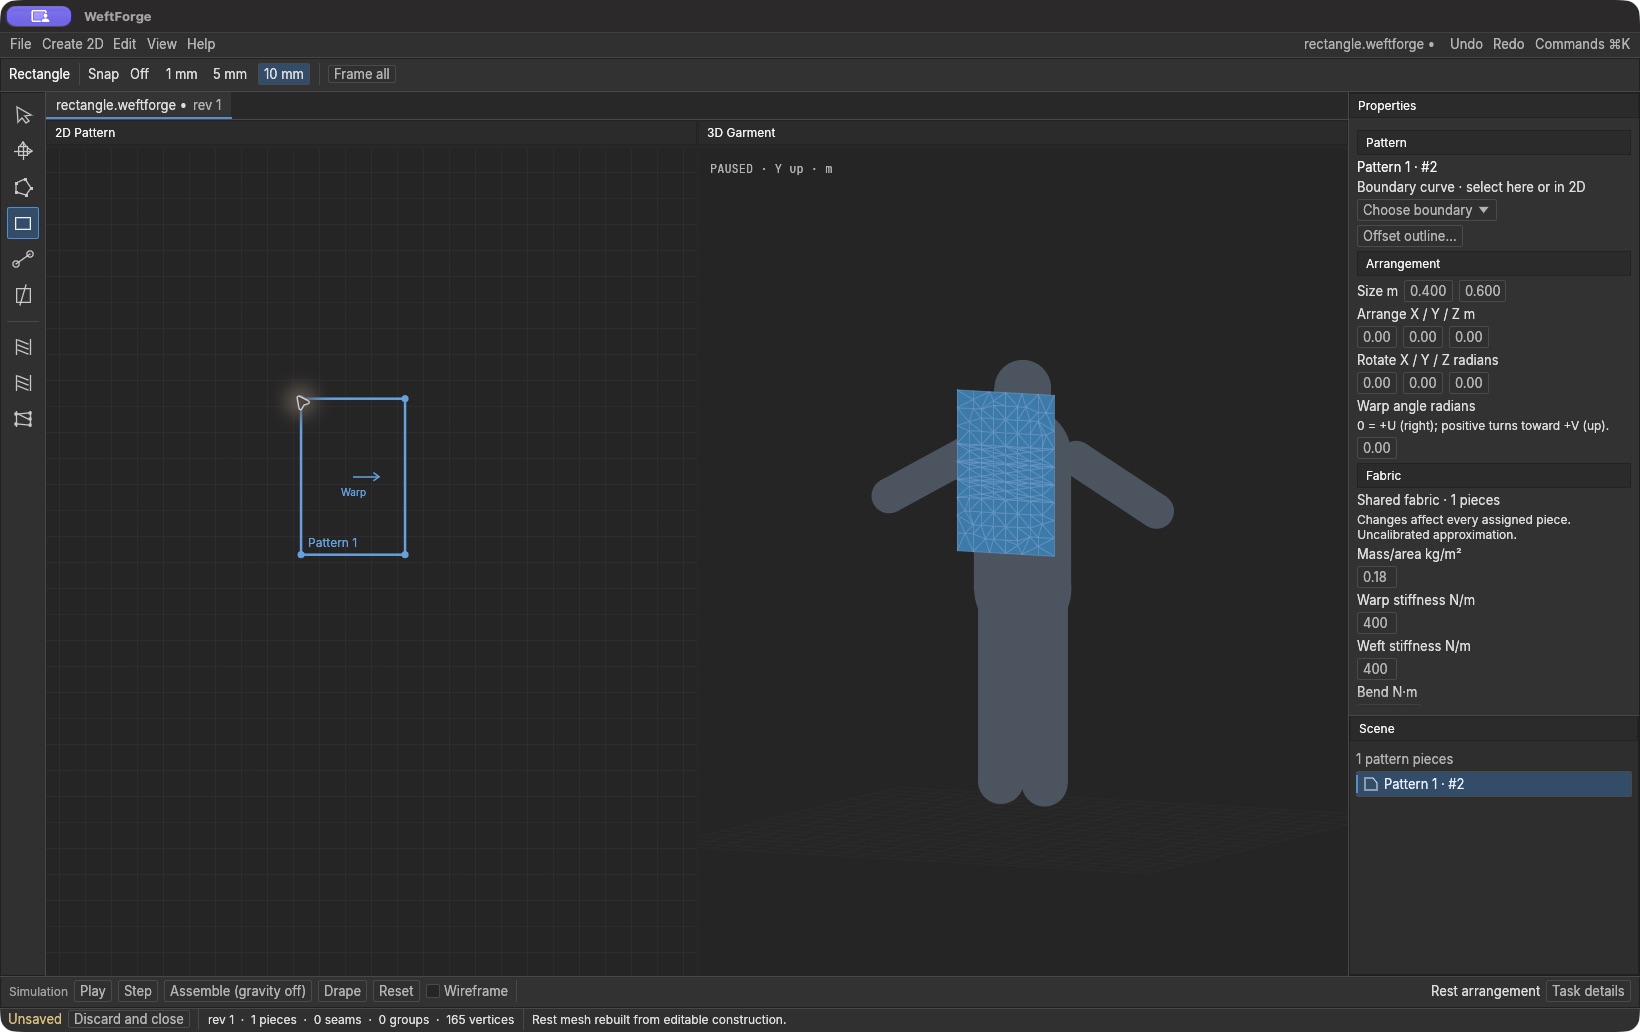 WeftForge
File Create 2D Edit View Help
rectangle.weftforge • Undo Redo Commands ⌘K
Rectangle Snap Off 1 mm 5 mm 10 mm Frame all
rectangle.weftforge • rev 1
2D Pattern
Warp
Pattern 1
3D Garment
PAUSED · Y up · m
Properties
Pattern
Pattern 1 · #2
Boundary curve · select here or in 2D
Choose boundary
Offset outline...
Arrangement
Size m 0.400 0.600
Arrange X / Y / Z m
0.00 0.00 0.00
Rotate X / Y / Z radians
0.00 0.00 0.00
Warp angle radians
0 = +U (right); positive turns toward +V (up).
0.00
Fabric
Shared fabric · 1 pieces
Changes affect every assigned piece.
Uncalibrated approximation.
Mass/area kg/m²
0.18
Warp stiffness N/m
400
Weft stiffness N/m
400
Bend N·m
Scene
1 pattern pieces
Pattern 1 · #2
Simulation Play Step Assemble (gravity off) Drape Reset Wireframe
Rest arrangement Task details
Unsaved Discard and close rev 1 · 1 pieces · 0 seams · 0 groups · 165 vertices Rest mesh rebuilt from editable construction.